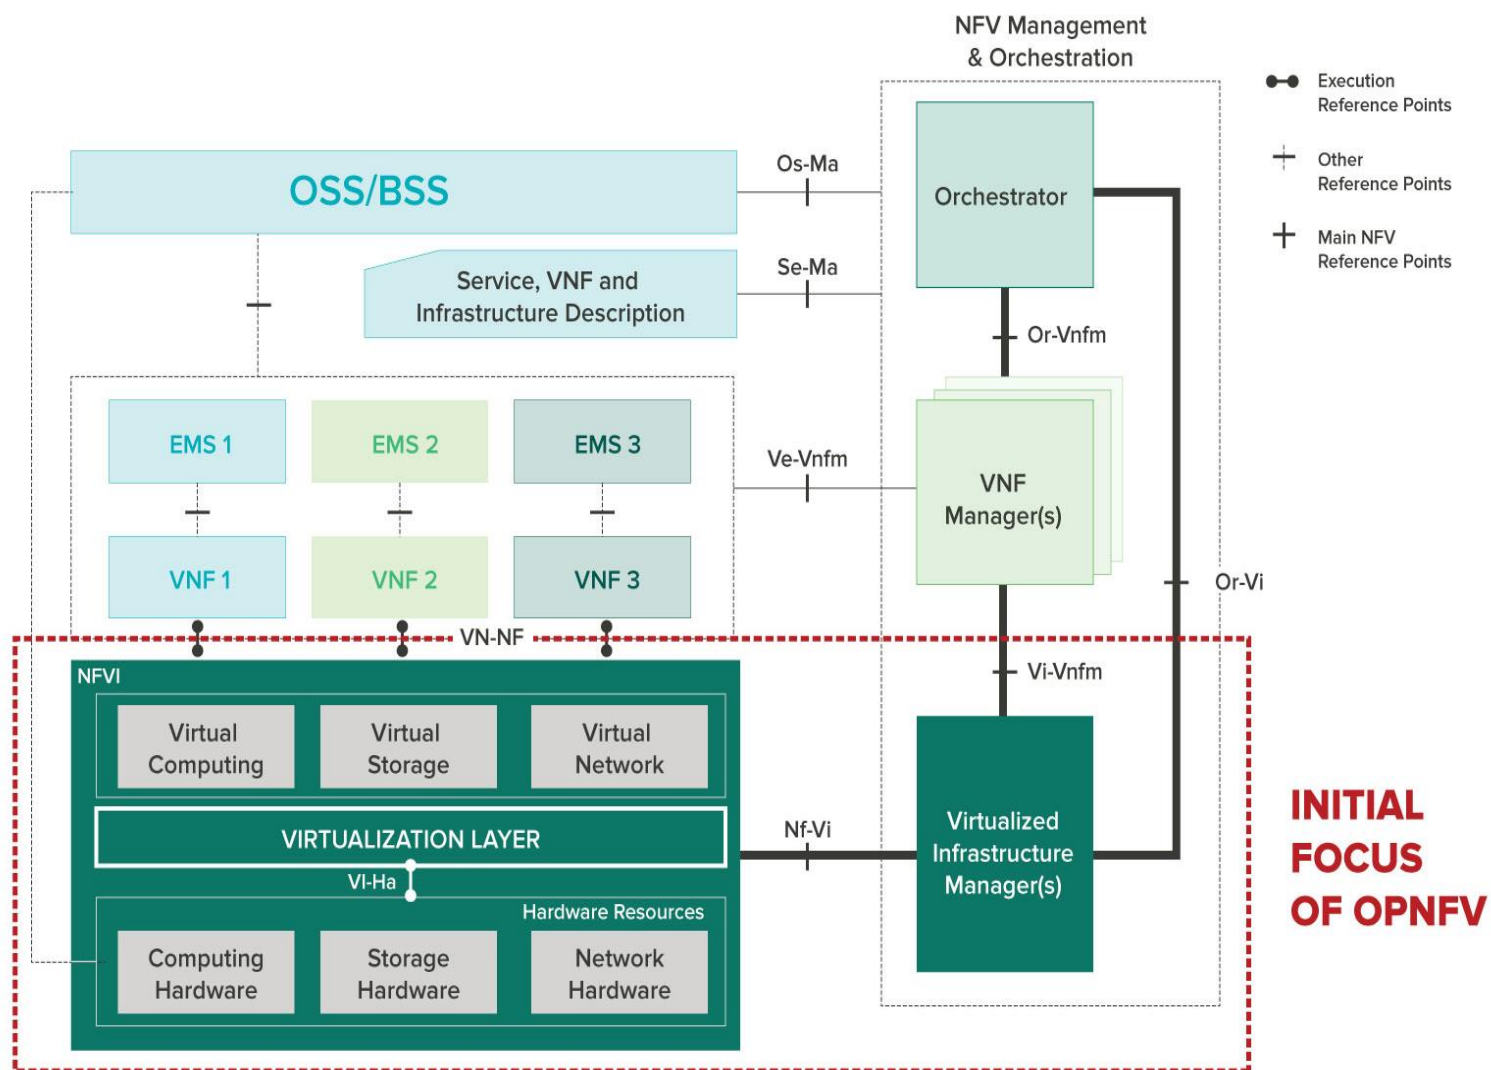 NFV Management
& Orchestration
Execution
Reference Points
Other
Reference Points
Main NFV
Reference Points
OSS/BSS
Os-Ma
Orchestrator
Service, VNF and
Infrastructure Description
Se-Ma
Or-Vnfm
EMS 1
EMS 2
EMS 3
Ve-Vnfm
VNF
Manager(s)
VNF 1
VNF 2
VNF 3
Or-Vi
VN-NF
NFVI
Vi-Vnfm
Virtual
Computing
Virtual
Storage
Virtual
Network
VIRTUALIZATION LAYER
Nf-Vi
Virtualized
Infrastructure
Manager(s)
VI-Ha
Hardware Resources
Computing
Hardware
Storage
Hardware
Network
Hardware
INITIAL
FOCUS
OF OPNFV